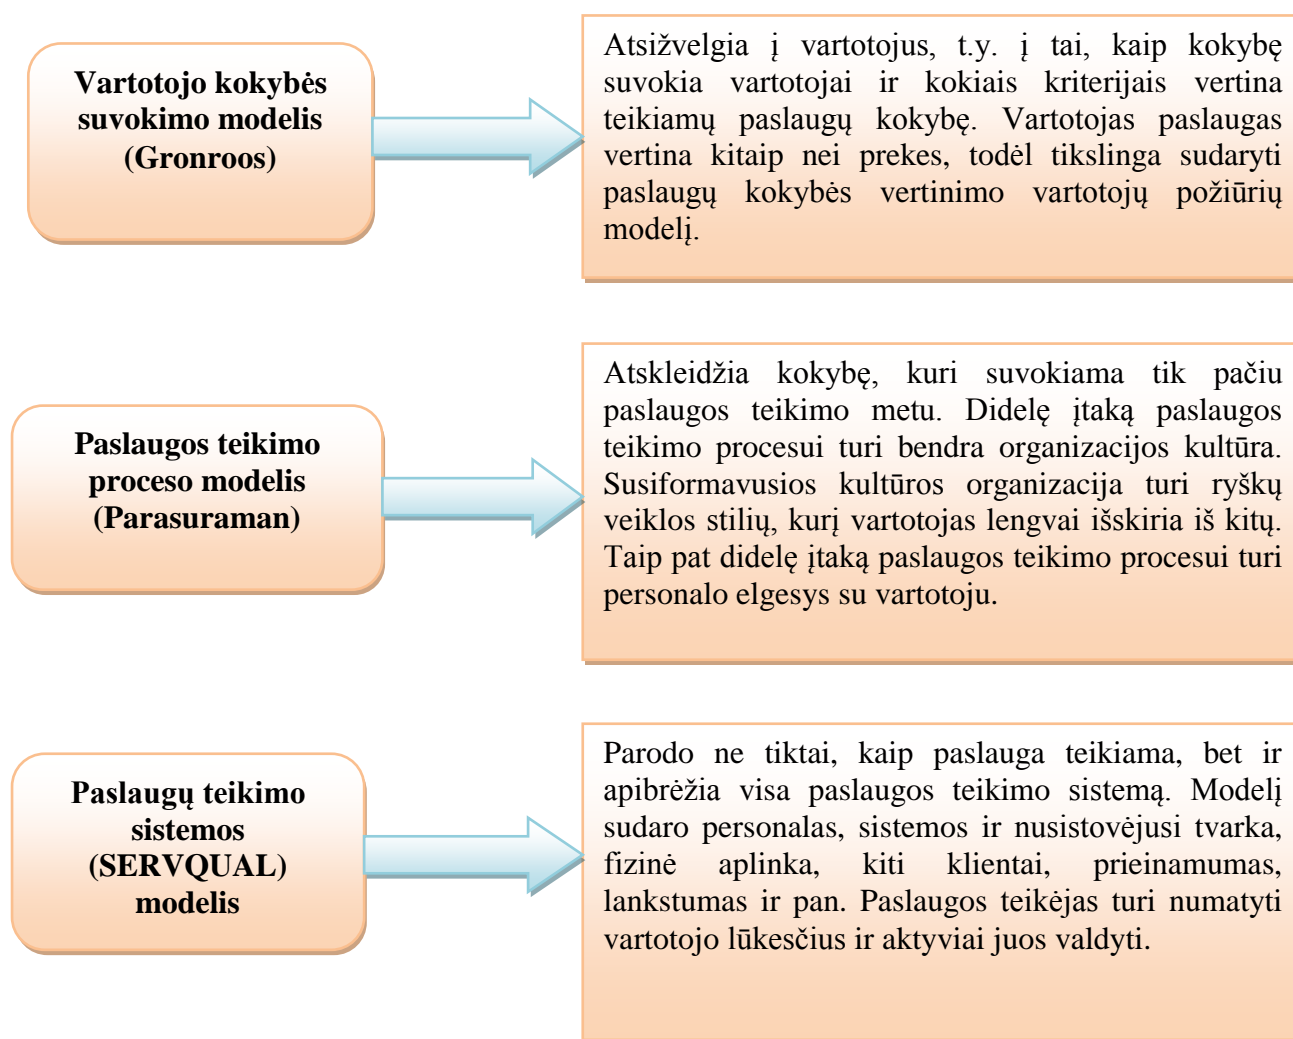 Vartotojo kokybės
suvokimo modelis
(Gronroos)
Atsižvelgia į vartotojus, t.y. į tai, kaip kokybę
suvokia vartotojai ir kokiais kriterijais vertina
teikiamų paslaugų kokybę. Vartotojas paslaugas
vertina kitaip nei prekes, todėl tikslinga sudaryti
paslaugų kokybės vertinimo vartotojų požiūrių
modelį.
Paslaugos teikimo
proceso modelis
(Parasuraman)
Atskleidžia kokybę, kuri suvokiama tik pačiu
paslaugos teikimo metu. Didelę įtaką paslaugos
teikimo procesui turi bendra organizacijos kultūra.
Susiformavusios kultūros organizacija turi ryškų
veiklos stilių, kurį vartotojas lengvai išskiria iš kitų.
Taip pat didelę įtaką paslaugos teikimo procesui turi
personalo elgesys su vartotoju.
Paslaugų teikimo
sistemos
(SERVQUAL)
modelis
Parodo ne tiktai, kaip paslauga teikiama, bet ir
apibrėžia visa paslaugos teikimo sistemą. Modelį
sudaro personalas, sistemos ir nusistovėjusi tvarka,
fizinė aplinka, kiti klientai, prieinamumas,
lankstumas ir pan. Paslaugos teikėjas turi numatyti
vartotojo lūkesčius ir aktyviai juos valdyti.